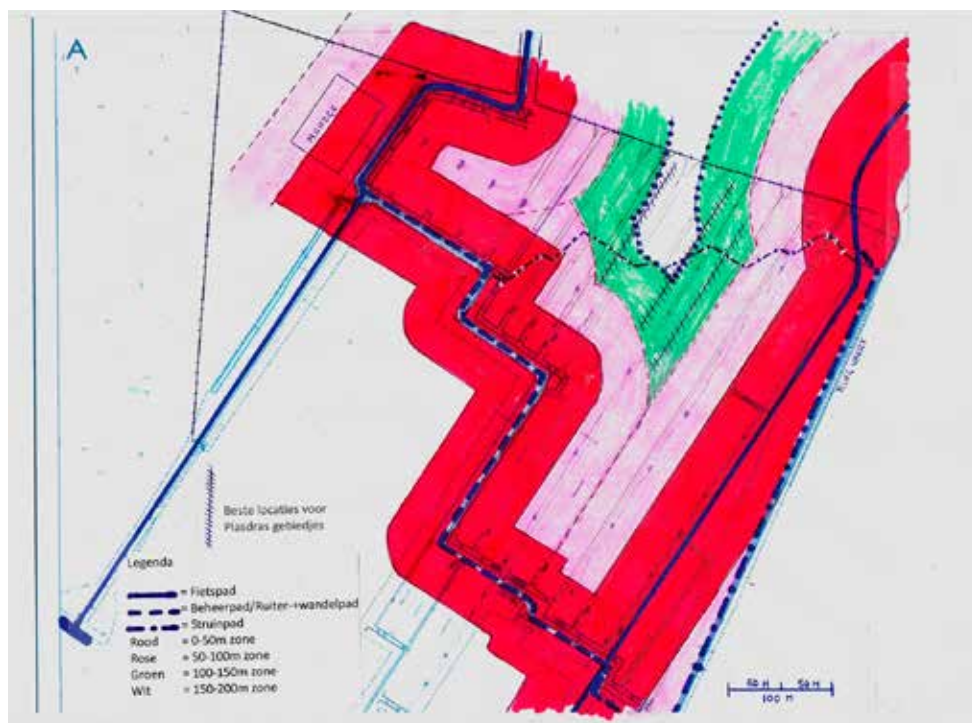 A
Beste locaties voor
Plasdras gebiedjes
Legenda
= Fietspad
= Beheerpad/Ruiter-+wandelpad
= Struinpad
Rood = 0-50m zone
Rose = 50-100m zone
Groen = 100-150m zone
Wit = 150-200m zone
50 M 50 M
100 M